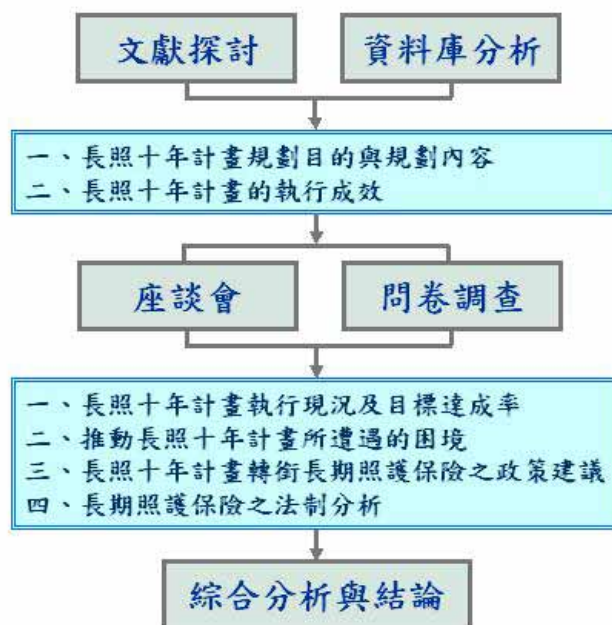 文獻探討
資料庫分析
一、長照十年計畫規劃目的與規劃內容
二、長照十年計畫的執行成效
座談會
問卷調查
一、長照十年計畫執行現況及目標達成率
二、推動長照十年計畫所遭遇的困境
三、長照十年計畫轉銜長期照護保險之政策建議
四、長期照護保險之法制分析
綜合分析與結論